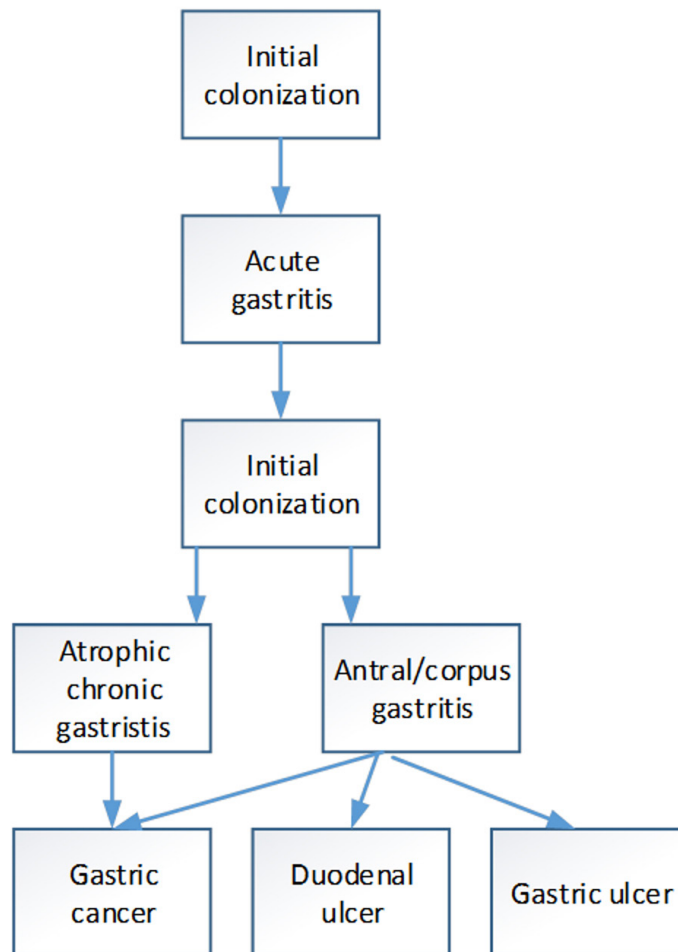 Initial
colonization
Acute
gastritis
Initial
colonization
Atrophic
chronic
gastristis
Antral/corpus
gastritis
Gastric
cancer
Duodenal
ulcer
Gastric ulcer